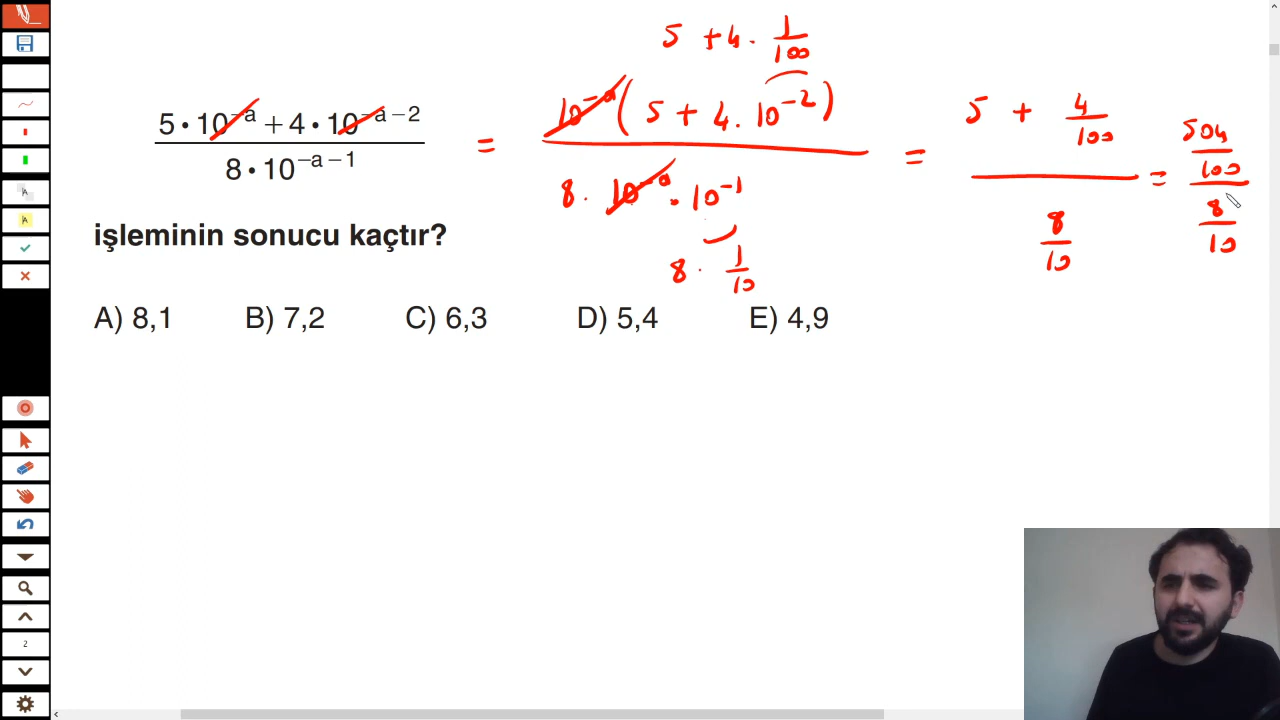 5 + 4 · 1/100
5 · 10^{-a} + 4 · 10^{-a-2} / 8 · 10^{-a-1} = 10^{-a} ( 5 + 4 . 10^{-2} ) / 8 . 10^{-a} . 10^{-1} = 5 + 4/100 / 8/10 = 504/100 / 8/10
8 · 1/10
işleminin sonucu kaçtır?
A) 8,1 B) 7,2 C) 6,3 D) 5,4 E) 4,9
A
A
2